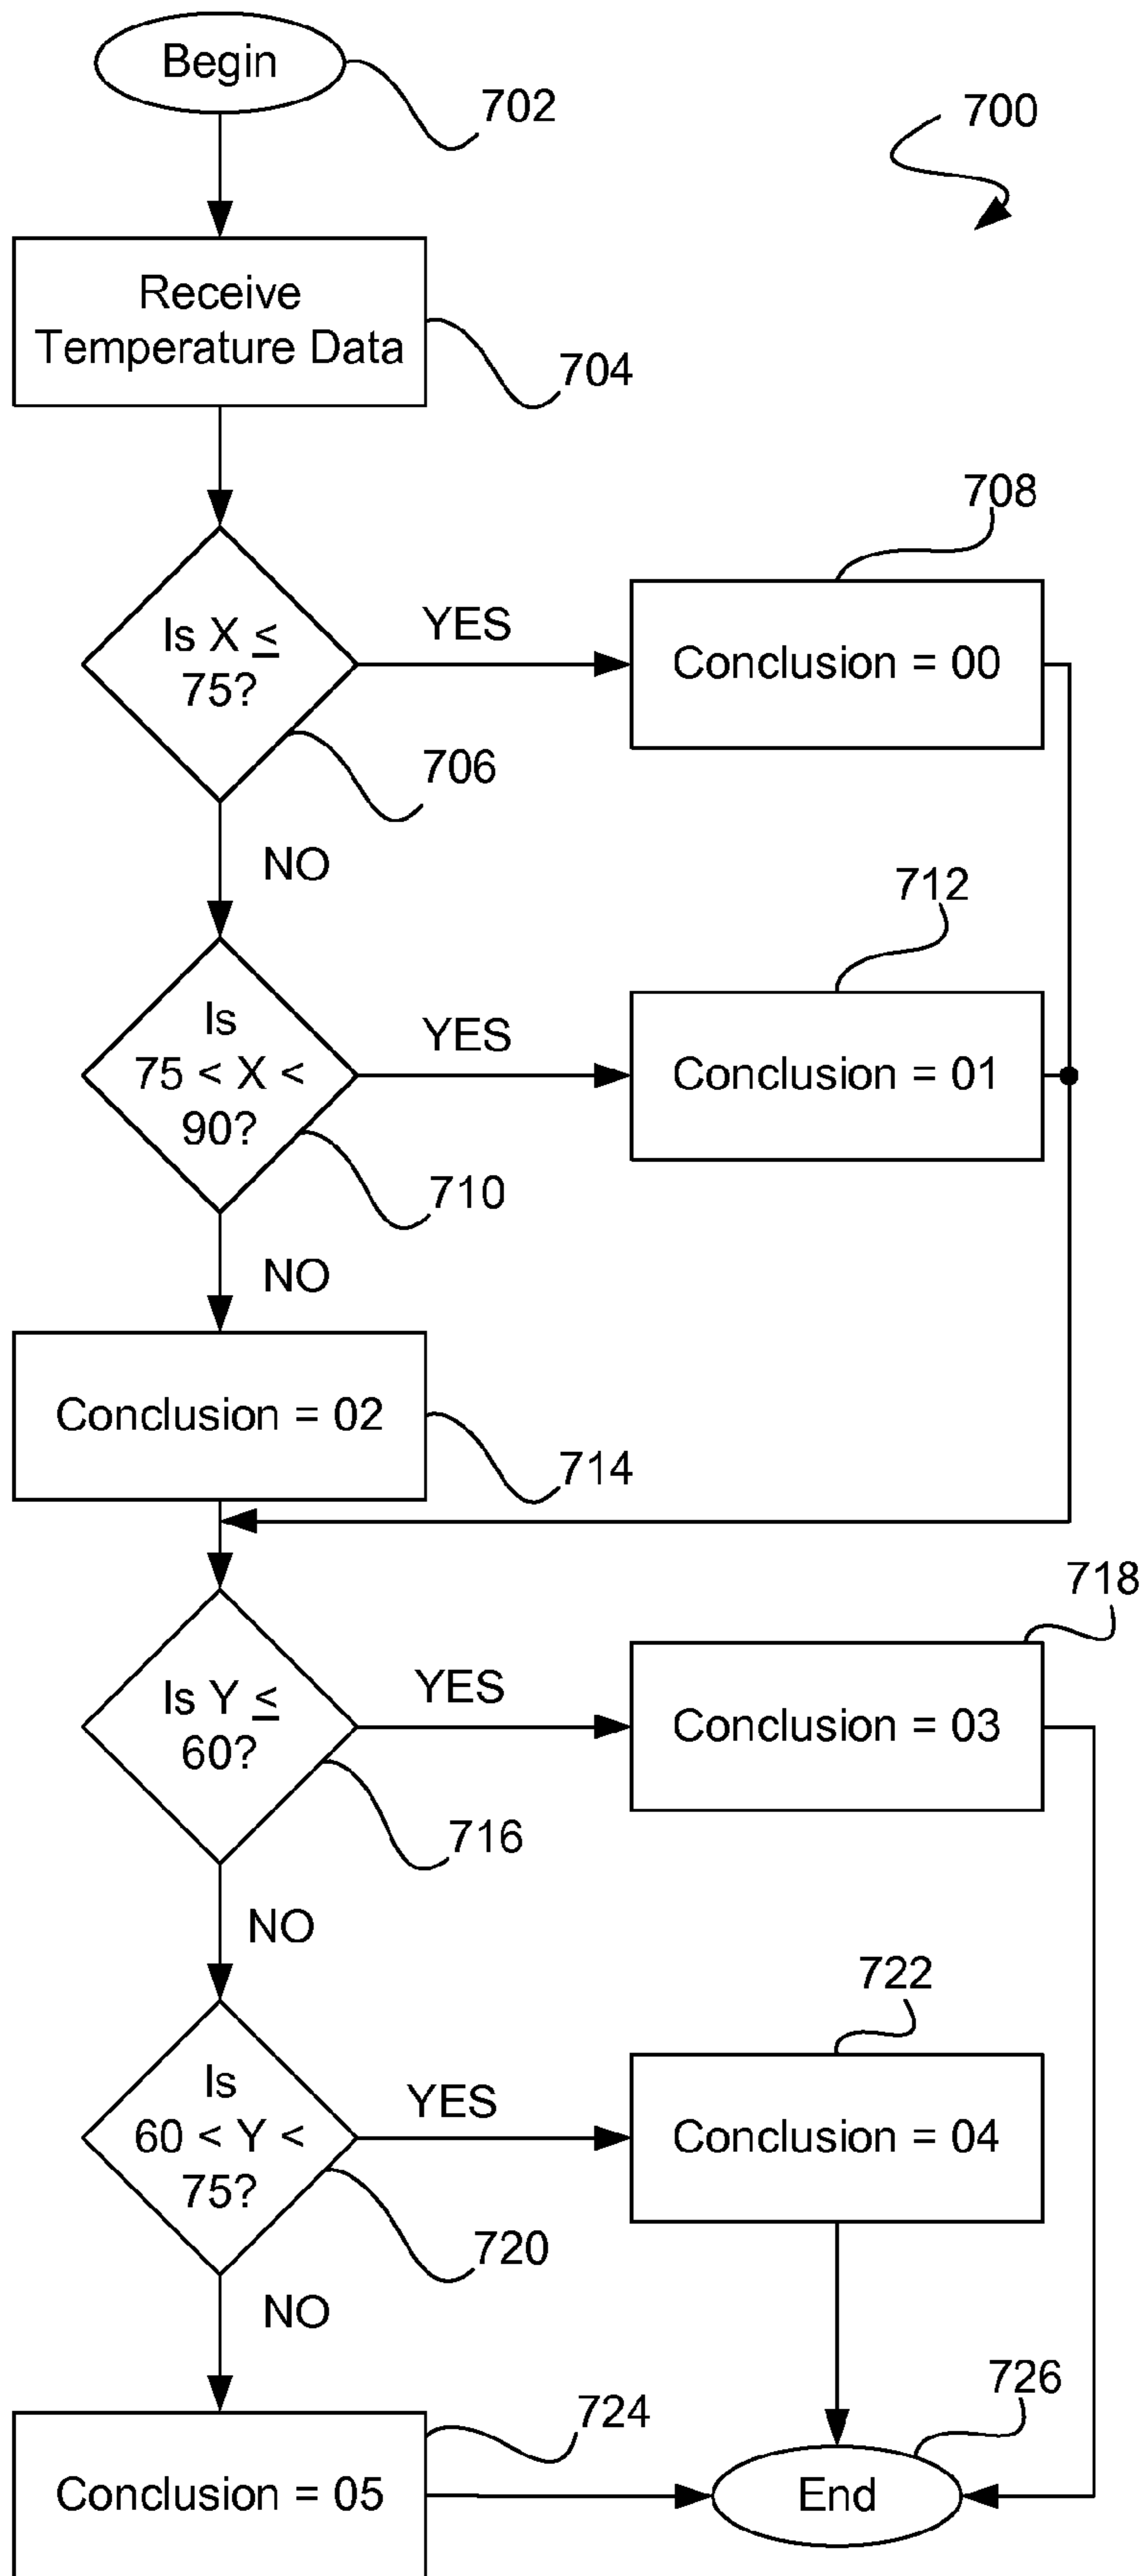 Begin
702
700
Receive
Temperature Data
704
708
Is X ≤
75?
YES
Conclusion = 00
706
NO
712
Is
75 < X <
90?
YES
Conclusion = 01
710
NO
Conclusion = 02
714
718
Is Y ≤
60?
YES
Conclusion = 03
716
NO
722
Is
60 < Y <
75?
YES
Conclusion = 04
720
NO
726
724
Conclusion = 05
End